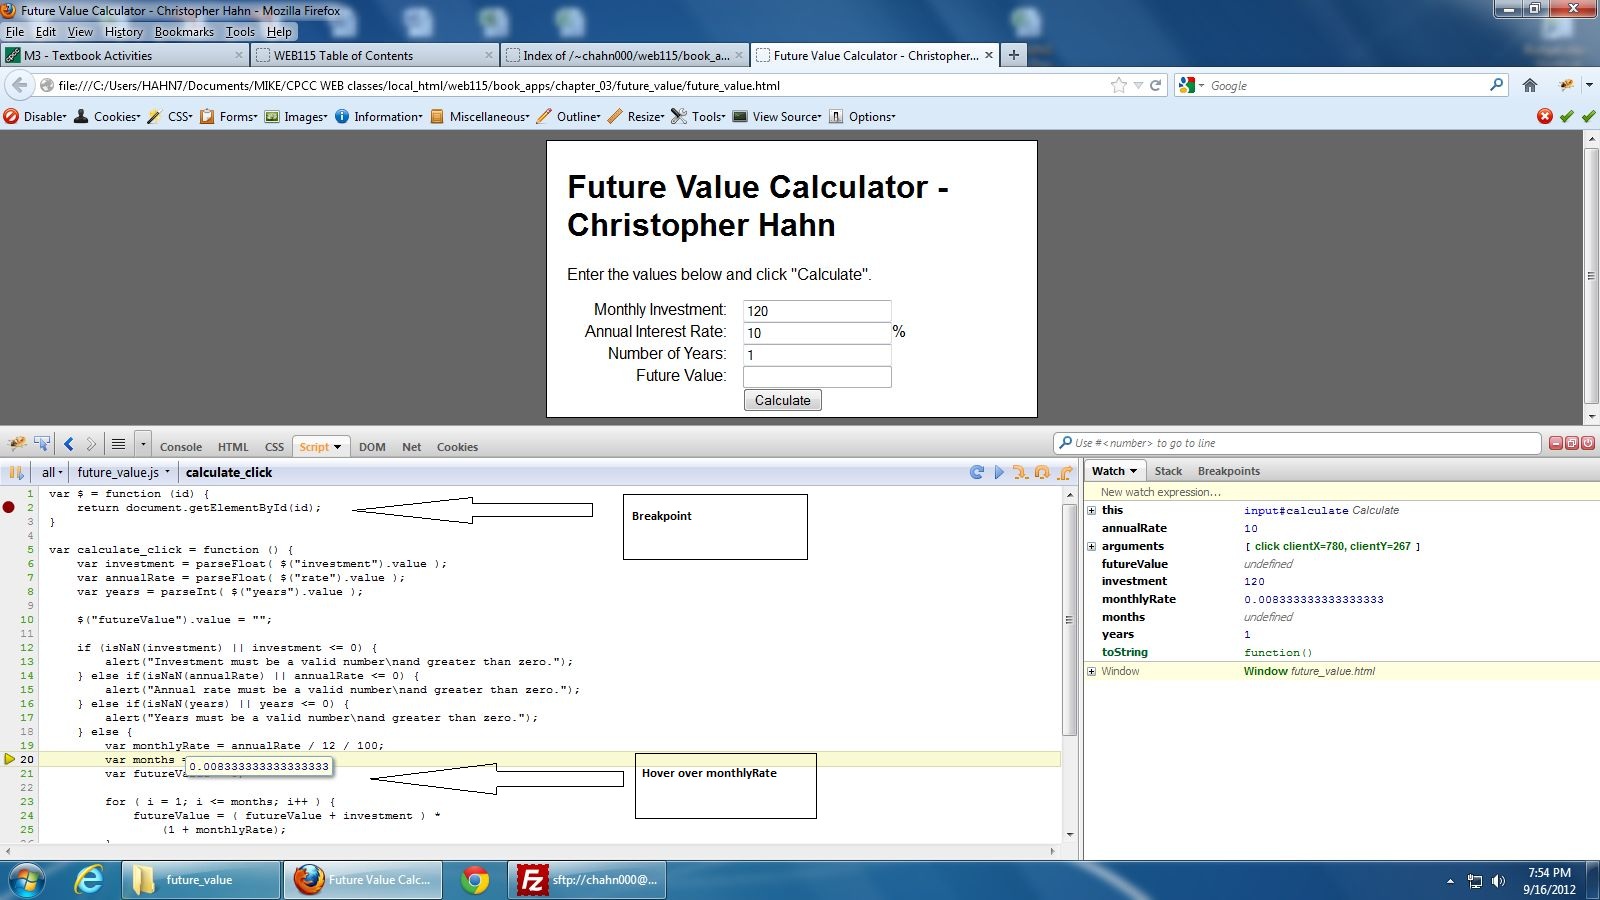 Future Value Calculator - Christopher Hahn - Mozilla Firefox
File Edit View History Bookmarks Tools Help
M3 - Textbook Activities × WEB115 Table of Contents × Index of /~chahn000/web115/book_a... × Future Value Calculator - Christopher... × +
file:///C:/Users/HAHN7/Documents/MIKE/CPCC WEB classes/local_html/web115/book_apps/chapter_03/future_value/future_value.html Google
Disable Cookies CSS Forms Images Information Miscellaneous Outline Resize Tools View Source Options
Future Value Calculator -
Christopher Hahn
Enter the values below and click "Calculate".
Monthly Investment: 120
Annual Interest Rate: 10 %
Number of Years: 1
Future Value:
Calculate
Console HTML CSS Script DOM Net Cookies Use #<number> to go to line
all future_value.js calculate_click
1 var $ = function (id) {
2 return document.getElementById(id);
3 }
4
5 var calculate_click = function () {
6 var investment = parseFloat( $("investment").value );
7 var annualRate = parseFloat( $("rate").value );
8 var years = parseInt( $("years").value );
9
10 $("futureValue").value = "";
11
12 if (isNaN(investment) || investment <= 0) {
13 alert("Investment must be a valid number\nand greater than zero.");
14 } else if(isNaN(annualRate) || annualRate <= 0) {
15 alert("Annual rate must be a valid number\nand greater than zero.");
16 } else if(isNaN(years) || years <= 0) {
17 alert("Years must be a valid number\nand greater than zero.");
18 } else {
19 var monthlyRate = annualRate / 12 / 100;
20 var months =
0.008333333333333333
21 var futureVa
22
23 for ( i = 1; i <= months; i++ ) {
24 futureValue = ( futureValue + investment ) *
25 (1 + monthlyRate);
Breakpoint
Hover over monthlyRate
Watch Stack Breakpoints
New watch expression...
this input#calculate Calculate
annualRate 10
arguments [ click clientX=780, clientY=267 ]
futureValue undefined
investment 120
monthlyRate 0.008333333333333333
months undefined
years 1
toString function()
Window Window future_value.html
future_value Future Value Calc... sftp://chahn000@...
7:54 PM
9/16/2012